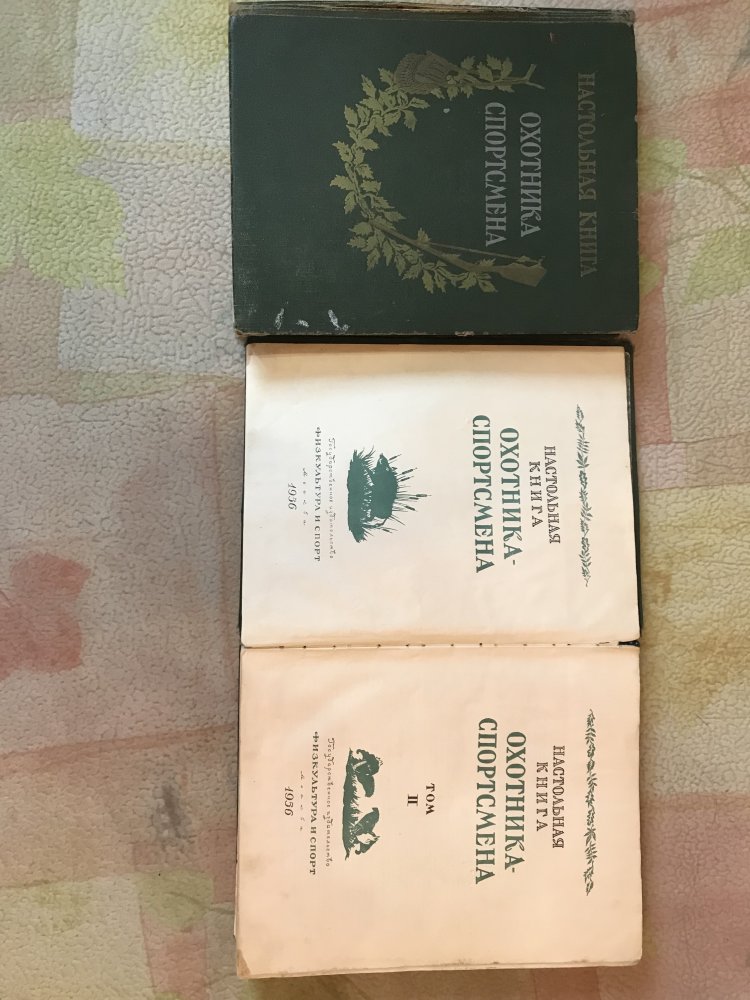 НАСТОЛЬНАЯ КНИГА
ОХОТНИКА
СПОРТСМЕНА
НАСТОЛЬНАЯ
КНИГА
ОХОТНИКА-
СПОРТСМЕНА
Государственное издательство
ФИЗКУЛЬТУРА И СПОРТ
Москва
1956
НАСТОЛЬНАЯ
КНИГА
ОХОТНИКА-
СПОРТСМЕНА
ТОМ
II
Государственное издательство
ФИЗКУЛЬТУРА И СПОРТ
Москва
1956